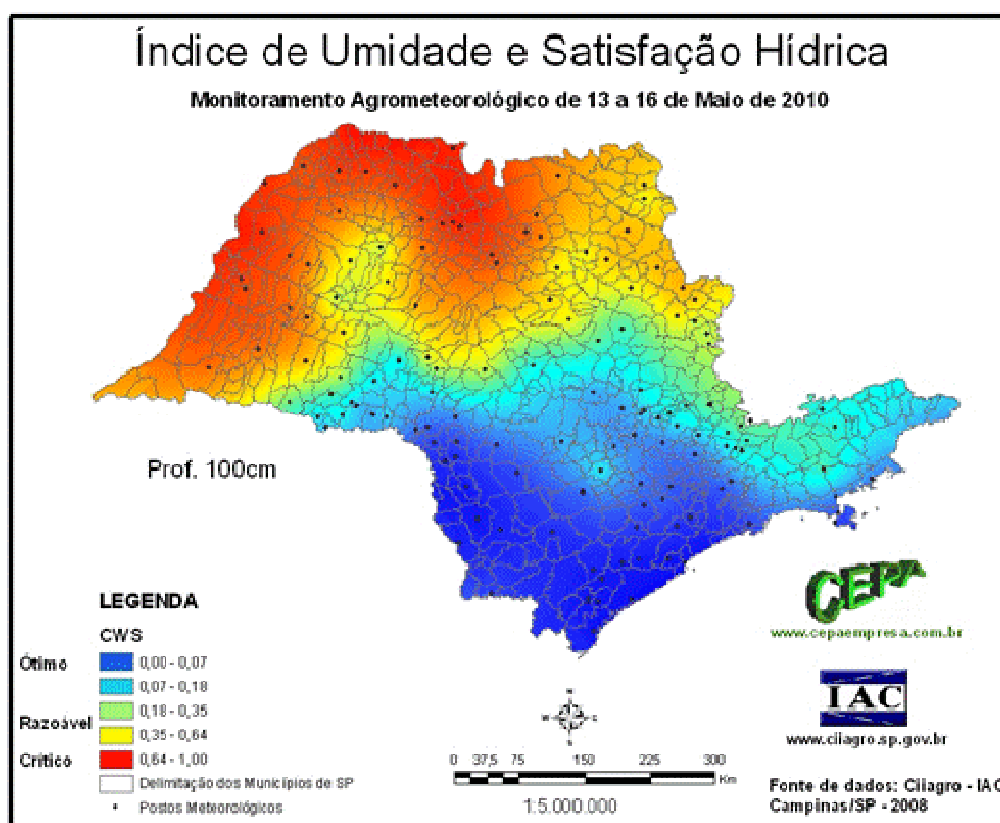 Índice de Umidade e Satisfação Hídrica
Monitoramento Agrometeorológico de 13 a 16 de Maio de 2010
Prof. 100cm
LEGENDA
CWS
Ótimo
0,00 - 0,07
0,07 - 0,18
0,18 - 0,35
Razoável
0,35 - 0,64
Crítico
0,64 - 1,00
Delimitação dos Municípios de SP
Postos Meteorológicos
N
W E
S
0 37,5 75 150 225 300
Km
1:5.000.000
CEPA
www.cepaempresa.com.br
IAC
www.ciiagro.sp.gov.br
Fonte de dados: Ciiagro - IAC
Campinas/SP - 2008